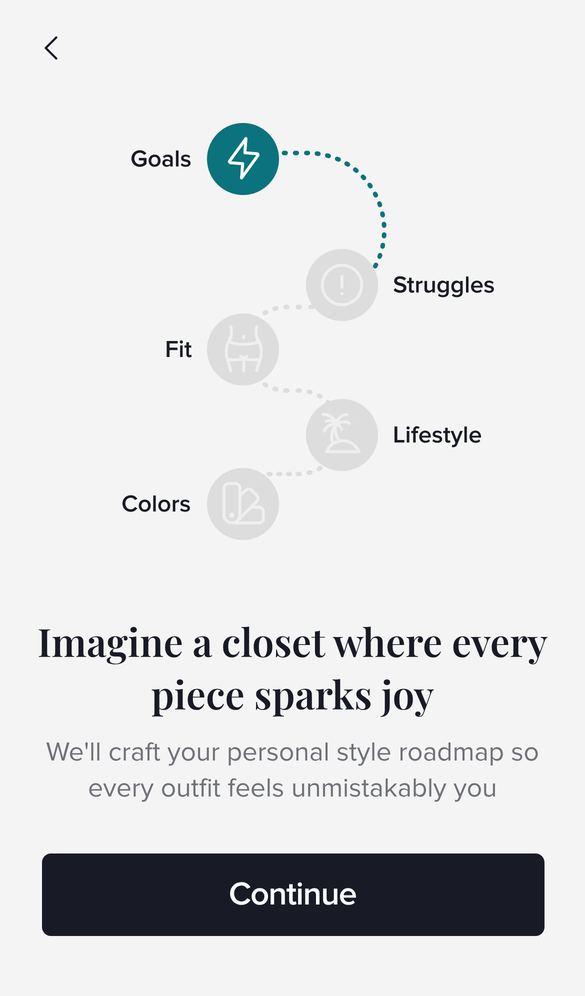 Goals
Struggles
Fit
Lifestyle
Colors
Imagine a closet where every
piece sparks joy
We'll craft your personal style roadmap so
every outfit feels unmistakably you
Continue